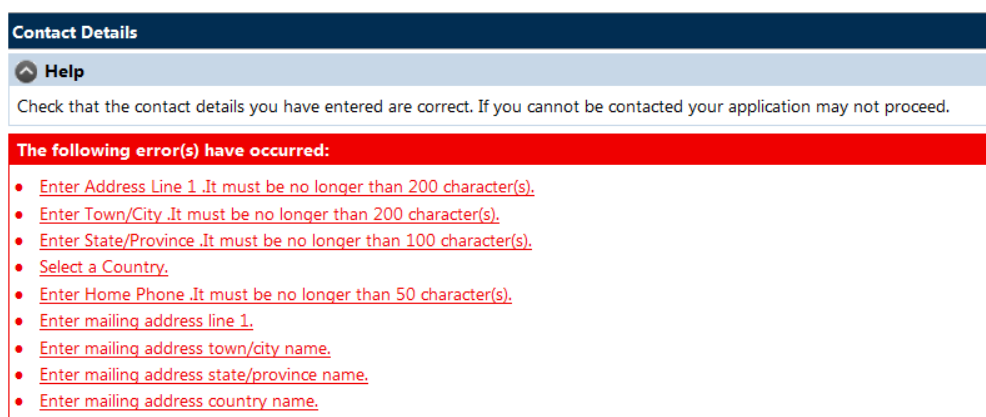 Contact Details
Help
Check that the contact details you have entered are correct. If you cannot be contacted your application may not proceed.
The following error(s) have occurred:
Enter Address Line 1 .It must be no longer than 200 character(s).
Enter Town/City .It must be no longer than 200 character(s).
Enter State/Province .It must be no longer than 100 character(s).
Select a Country.
Enter Home Phone .It must be no longer than 50 character(s).
Enter mailing address line 1.
Enter mailing address town/city name.
Enter mailing address state/province name.
Enter mailing address country name.